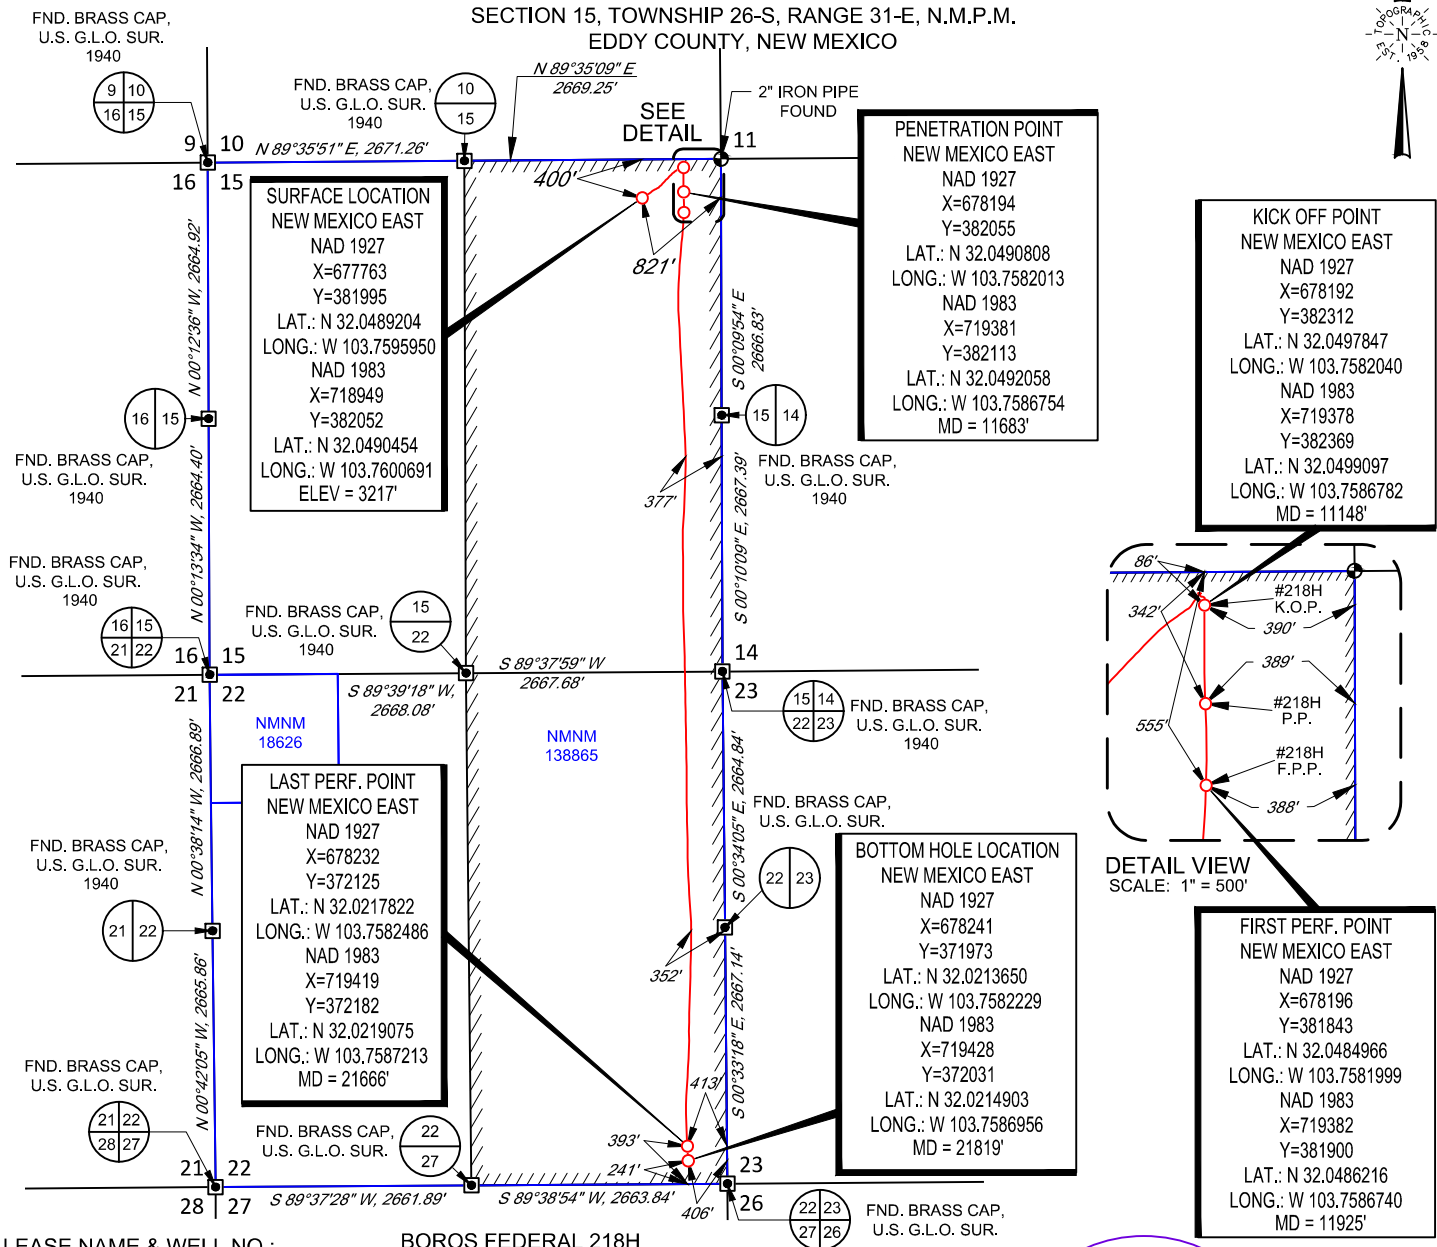 SECTION 15, TOWNSHIP 26-S, RANGE 31-E, N.M.P.M.
EDDY COUNTY, NEW MEXICO
TOPOGRAPHIC
N
EST. 1958
FND. BRASS CAP,
U.S. G.L.O. SUR.
1940
9 10
16 15
FND. BRASS CAP,
U.S. G.L.O. SUR.
1940
10
15
N 89°35'09" E
2669.25'
2" IRON PIPE
FOUND
SEE
DETAIL
9 10
16 15
N 89°35'51" E, 2671.26'
11
400'
821'
SURFACE LOCATION
NEW MEXICO EAST
NAD 1927
X=677763
Y=381995
LAT.: N 32.0489204
LONG.: W 103.7595950
NAD 1983
X=718949
Y=382052
LAT.: N 32.0490454
LONG.: W 103.7600691
ELEV = 3217'
PENETRATION POINT
NEW MEXICO EAST
NAD 1927
X=678194
Y=382055
LAT.: N 32.0490808
LONG.: W 103.7582013
NAD 1983
X=719381
Y=382113
LAT.: N 32.0492058
LONG.: W 103.7586754
MD = 11683'
KICK OFF POINT
NEW MEXICO EAST
NAD 1927
X=678192
Y=382312
LAT.: N 32.0497847
LONG.: W 103.7582040
NAD 1983
X=719378
Y=382369
LAT.: N 32.0499097
LONG.: W 103.7586782
MD = 11148'
N 00°12'36" W, 2664.92'
S 00°09'54" E
2666.83'
16 15
FND. BRASS CAP,
U.S. G.L.O. SUR.
1940
15 14
FND. BRASS CAP,
U.S. G.L.O. SUR.
1940
377'
N 00°13'34" W, 2664.40'
S 00°10'09" E, 2667.39'
FND. BRASS CAP,
U.S. G.L.O. SUR.
1940
16 15
21 22
FND. BRASS CAP,
U.S. G.L.O. SUR.
1940
15
22
16 15
21 22
S 89°39'18" W,
2668.08'
S 89°37'59" W
2667.68'
14
23
15 14
22 23
FND. BRASS CAP,
U.S. G.L.O. SUR.
1940
NMNM
18626
NMNM
138865
86'
342'
555'
#218H
K.O.P.
390'
389'
#218H
P.P.
#218H
F.P.P.
388'
DETAIL VIEW
SCALE: 1" = 500'
N 00°38'14" W, 2666.89'
S 00°34'05" E, 2664.84'
LAST PERF. POINT
NEW MEXICO EAST
NAD 1927
X=678232
Y=372125
LAT.: N 32.0217822
LONG.: W 103.7582486
NAD 1983
X=719419
Y=372182
LAT.: N 32.0219075
LONG.: W 103.7587213
MD = 21666'
FND. BRASS CAP,
U.S. G.L.O. SUR.
22 23
BOTTOM HOLE LOCATION
NEW MEXICO EAST
NAD 1927
X=678241
Y=371973
LAT.: N 32.0213650
LONG.: W 103.7582229
NAD 1983
X=719428
Y=372031
LAT.: N 32.0214903
LONG.: W 103.7586956
MD = 21819'
FIRST PERF. POINT
NEW MEXICO EAST
NAD 1927
X=678196
Y=381843
LAT.: N 32.0484966
LONG.: W 103.7581999
NAD 1983
X=719382
Y=381900
LAT.: N 32.0486216
LONG.: W 103.7586740
MD = 11925'
FND. BRASS CAP,
U.S. G.L.O. SUR.
1940
21 22
352'
N 00°42'05" W, 2665.86'
S 00°33'18" E, 2667.14'
FND. BRASS CAP,
U.S. G.L.O. SUR.
21 22
28 27
FND. BRASS CAP,
U.S. G.L.O. SUR.
22
27
413'
393'
241'
406'
21 22
28 27
S 89°37'28" W, 2661.89'
S 89°38'54" W, 2663.84'
23
26
22 23
27 26
FND. BRASS CAP,
U.S. G.L.O. SUR.
LEASE NAME & WELL NO.: BOROS FEDERAL 218H